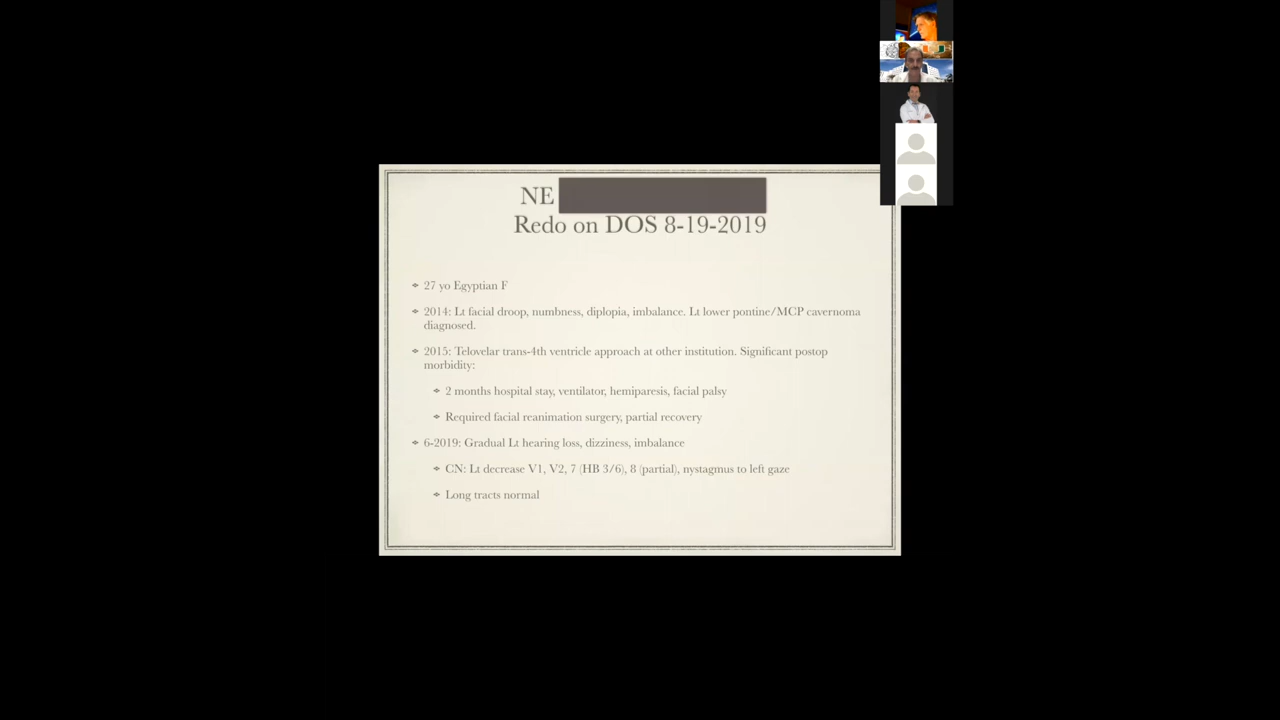 NE
Redo on DOS 8-19-2019
27 yo Egyptian F
2014: Lt facial droop, numbness, diplopia, imbalance. Lt lower pontine/MCP cavernoma
diagnosed.
2015: Telovelar trans-4th ventricle approach at other institution. Significant postop
morbidity:
2 months hospital stay, ventilator, hemiparesis, facial palsy
Required facial reanimation surgery, partial recovery
6-2019: Gradual Lt hearing loss, dizziness, imbalance
CN: Lt decrease V1, V2, 7 (HB 3/6), 8 (partial), nystagmus to left gaze
Long tracts normal